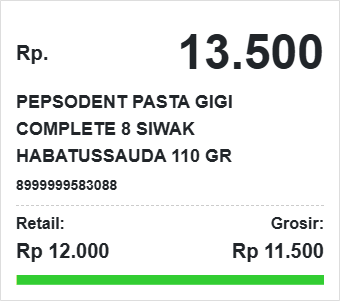 Rp. 13.500
PEPSODENT PASTA GIGI
COMPLETE 8 SIWAK
HABATUSSAUDA 110 GR
8999999583088
Retail: Grosir:
Rp 12.000 Rp 11.500